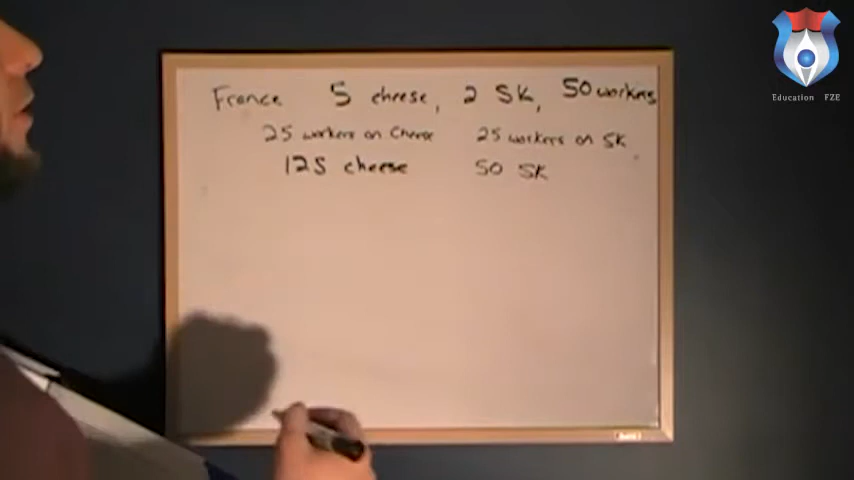 France 5 cheese, 2 SK, 50 workers
25 workers on Cheese 25 workers on SK
125 cheese 50 SK
Education FZE